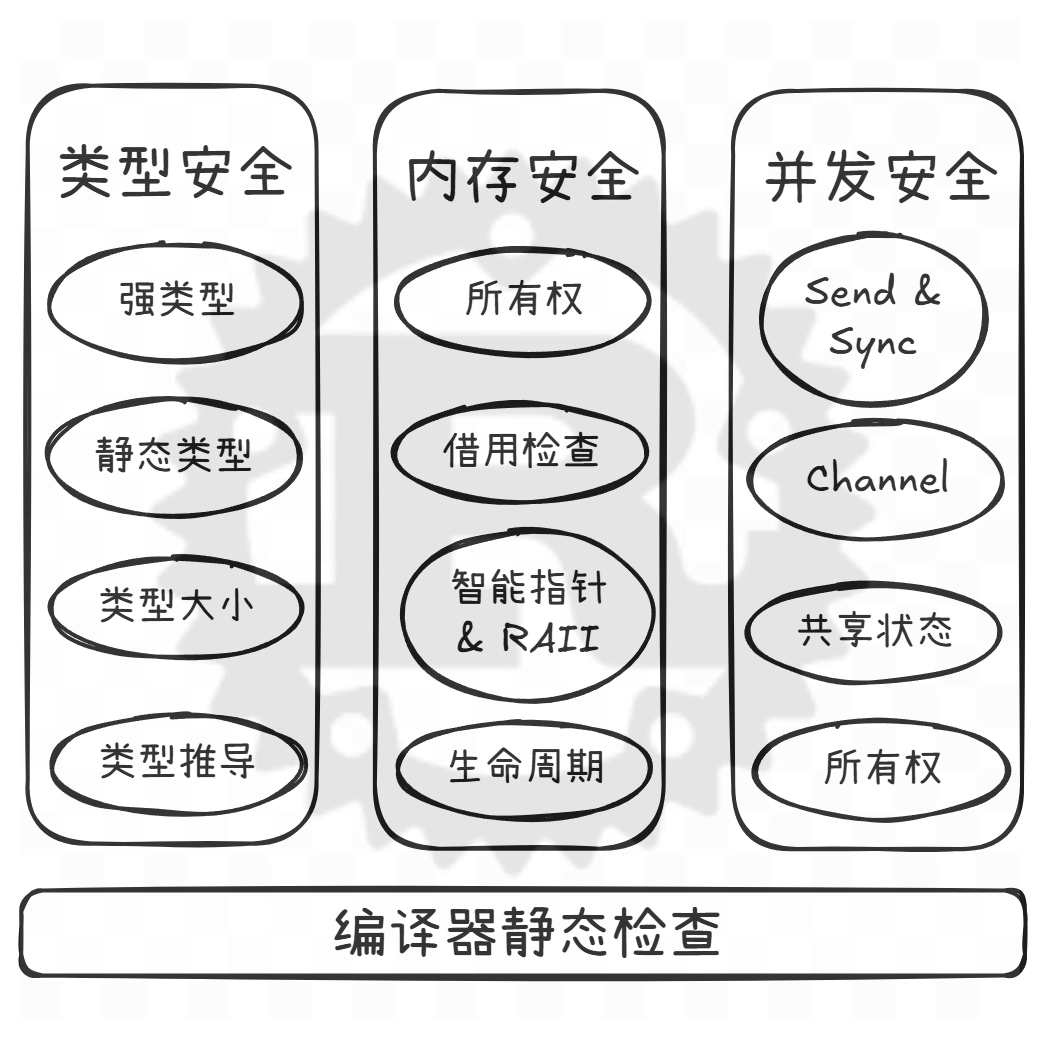 类型安全
强类型
静态类型
类型大小
类型推导
内存安全
所有权
借用检查
智能指针
& RAII
生命周期
并发安全
Send &
Sync
Channel
共享状态
所有权
编译器静态检查
R